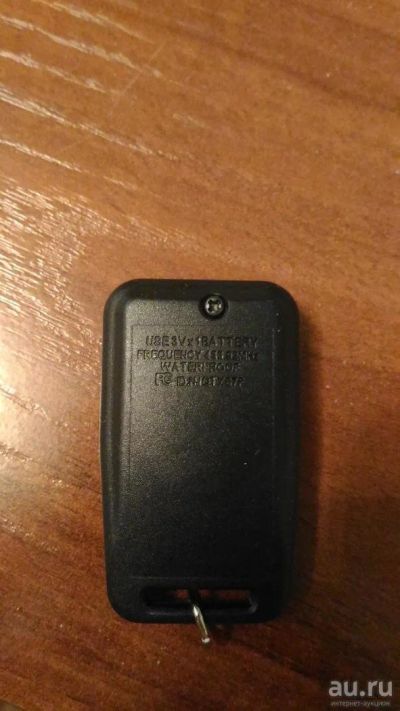 USE 3V x 1BATTERY
FREQUENCY
WATERPROOF
au.ru
интернет-аукцион